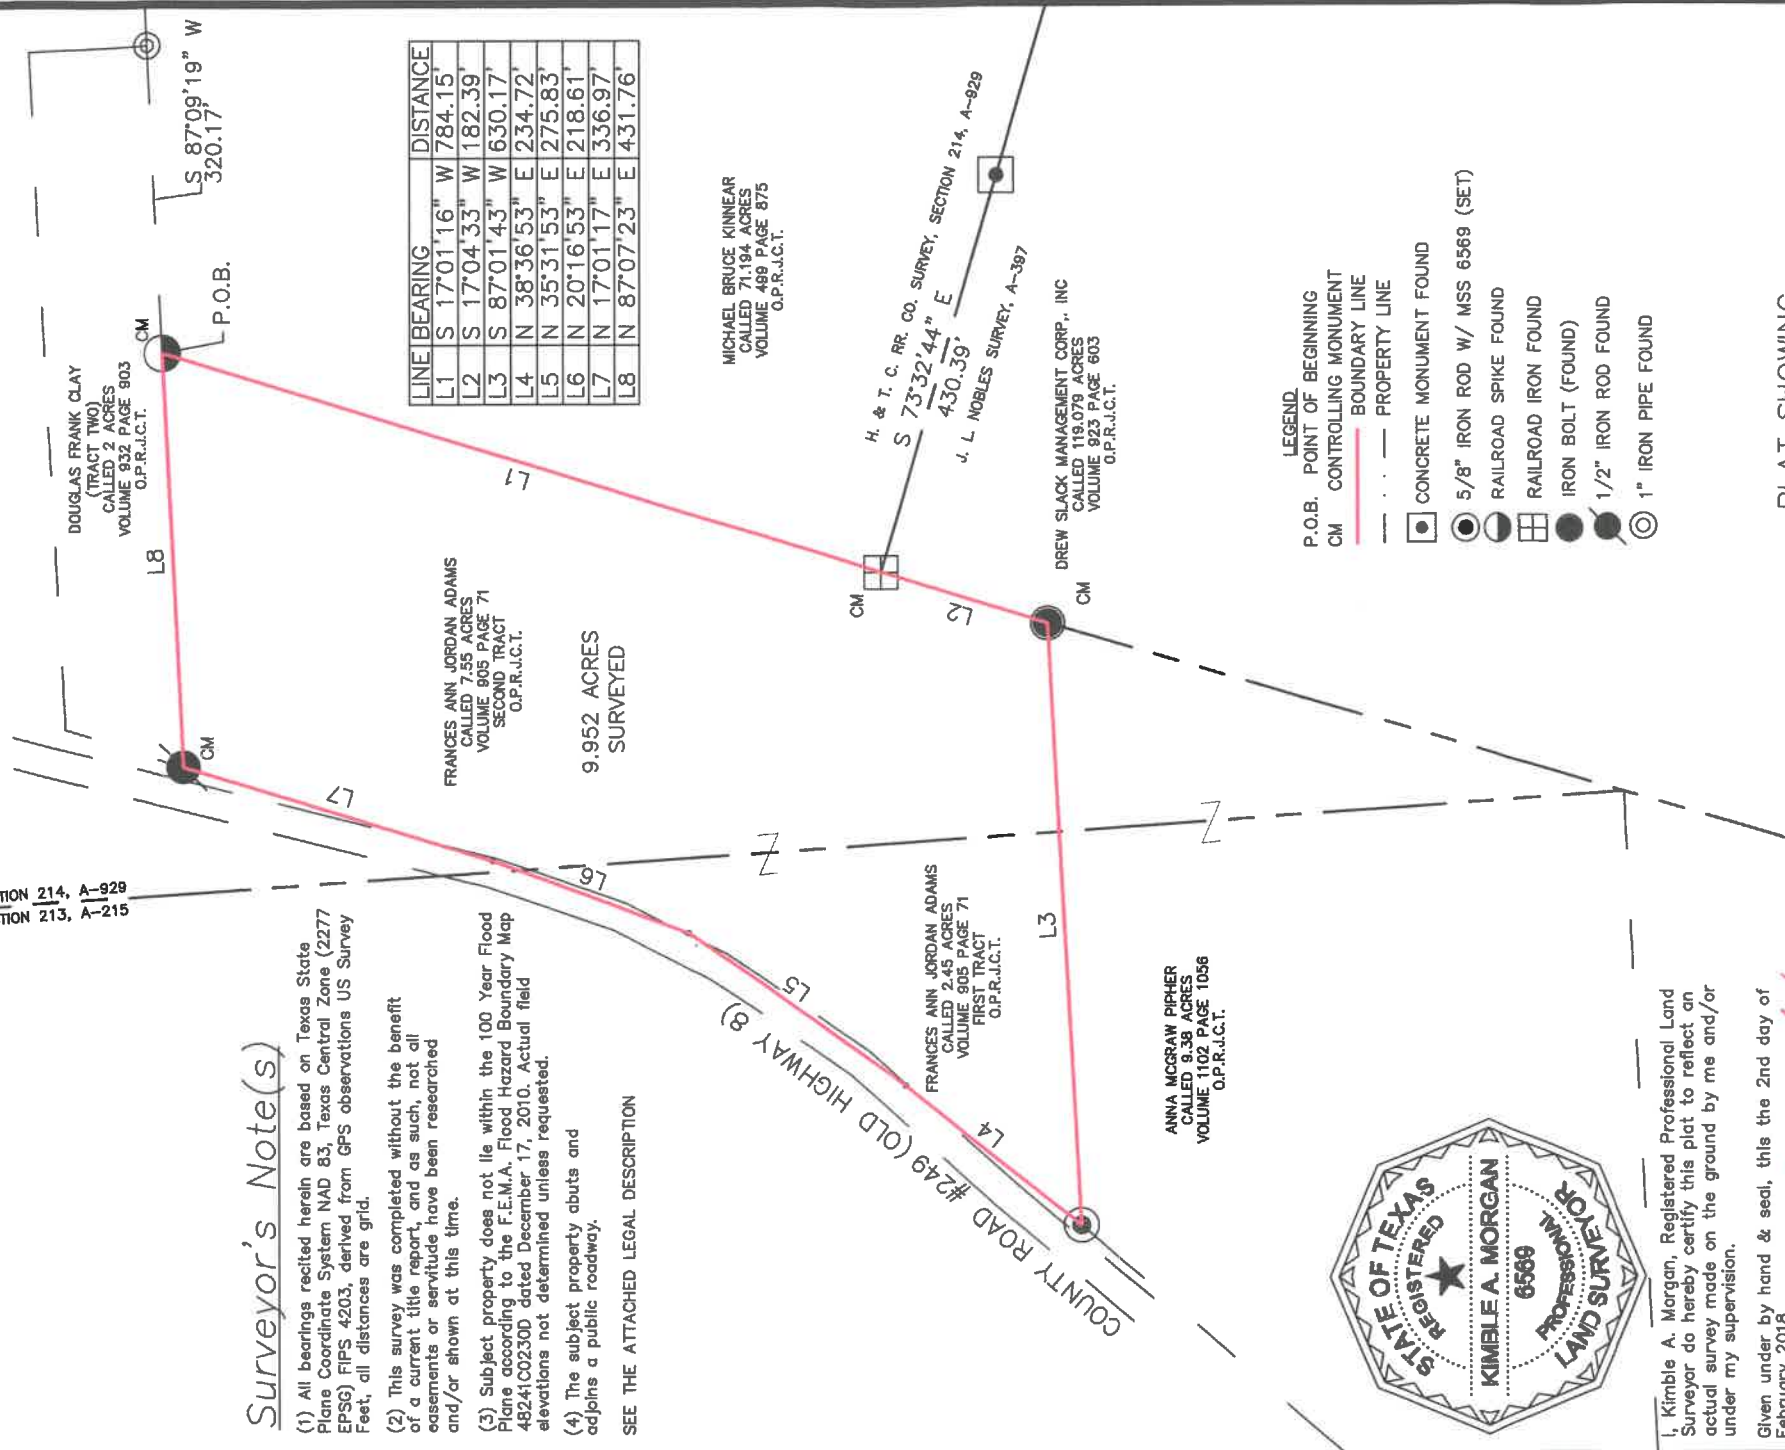 TION 214, A-929
TION 213, A-215
Surveyor's Note(s)
(1) All bearings recited herein are based on Texas State
Plane Coordinate System NAD 83, Texas Central Zone (2277
EPSG) FIPS 4203, derived from GPS observations US Survey
Feet, all distances are grid.
(2) This survey was completed without the benefit
of a current title report, and as such, not all
easements or servitude have been researched
and/or shown at this time.
(3) Subject property does not lie within the 100 Year Flood
Plane according to the F.E.M.A. Flood Hazard Boundary Map
48241C0230D dated December 17, 2010. Actual field
elevations not determined unless requested.
(4) The subject property abuts and
adjoins a public roadway.
SEE THE ATTACHED LEGAL DESCRIPTION
DOUGLAS FRANK CLAY
(TRACT TWO)
CALLED 2 ACRES
VOLUME 932 PAGE 903
O.P.R.J.C.T.
CM
P.O.B.
S 87°09'19" W
320.17'
L8
CM
L7
L1
LINE BEARING DISTANCE
L1 S 17°01'16" W 784.15'
L2 S 17°04'33" W 182.39'
L3 S 87°01'43" W 630.17'
L4 N 38°36'53" E 234.72'
L5 N 35°31'53" E 275.83'
L6 N 20°16'53" E 218.61'
L7 N 17°01'17" E 336.97'
L8 N 87°07'23" E 431.76'
FRANCES ANN JORDAN ADAMS
CALLED 7.55 ACRES
VOLUME 905 PAGE 71
SECOND TRACT
O.P.R.J.C.T.
9.952 ACRES
SURVEYED
MICHAEL BRUCE KINNEAR
CALLED 71.194 ACRES
VOLUME 499 PAGE 875
O.P.R.J.C.T.
H. & T. C. RR. CO. SURVEY, SECTION 214, A-929
S 73°32'44" E
430.39'
J. L. NOBLES SURVEY, A-397
CM
L2
CM
L6
Z
L5
Z
COUNTY ROAD #249 (OLD HIGHWAY 8)
FRANCES ANN JORDAN ADAMS
CALLED 2.45 ACRES
VOLUME 905 PAGE 71
FIRST TRACT
O.P.R.J.C.T.
L4
L3
DREW SLACK MANAGEMENT CORP., INC
CALLED 119.079 ACRES
VOLUME 923 PAGE 603
O.P.R.J.C.T.
ANNA MCGRAW PIPHER
CALLED 9.38 ACRES
VOLUME 1102 PAGE 1056
O.P.R.J.C.T.
LEGEND
P.O.B. POINT OF BEGINNING
CM CONTROLLING MONUMENT
BOUNDARY LINE
PROPERTY LINE
CONCRETE MONUMENT FOUND
5/8" IRON ROD W/ MSS 6569 (SET)
RAILROAD SPIKE FOUND
RAILROAD IRON FOUND
IRON BOLT (FOUND)
1/2" IRON ROD FOUND
1" IRON PIPE FOUND
STATE OF TEXAS
REGISTERED
KIMBLE A. MORGAN
6569
PROFESSIONAL
LAND SURVEYOR
I, Kimble A. Morgan, Registered Professional Land
Surveyor do hereby certify this plat to reflect an
actual survey made on the ground by me and/or
under my supervision.
Given under by hand & seal, this the 2nd day of
February, 2018
PLAT SHOWING